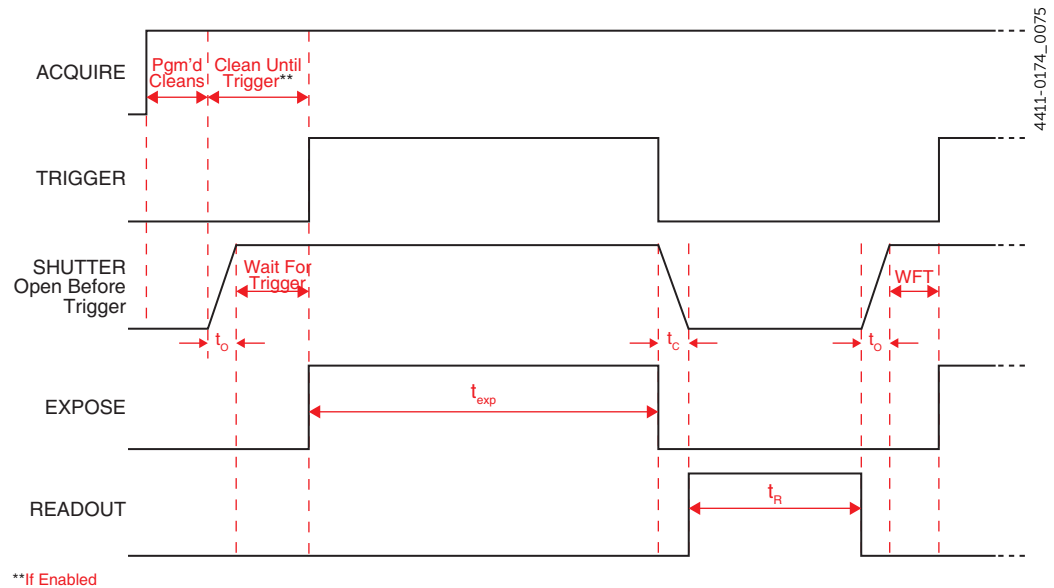 4411-0174_0075
ACQUIRE
Pgm'd
Cleans
Clean Until
Trigger**
TRIGGER
SHUTTER
Open Before
Trigger
Wait For
Trigger
WFT
tO
tC
tO
EXPOSE
texp
READOUT
tR
**If Enabled